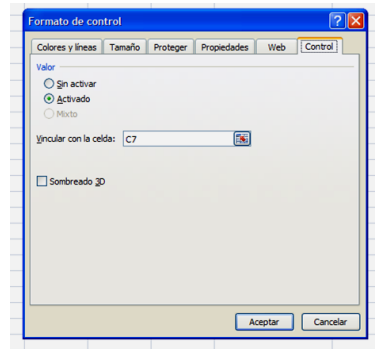 Formato de control
Colores y líneas Tamaño Proteger Propiedades Web Control
Valor
Sin activar
Activado
Mixto
Vincular con la celda: C7
Sombreado 3D
Aceptar Cancelar